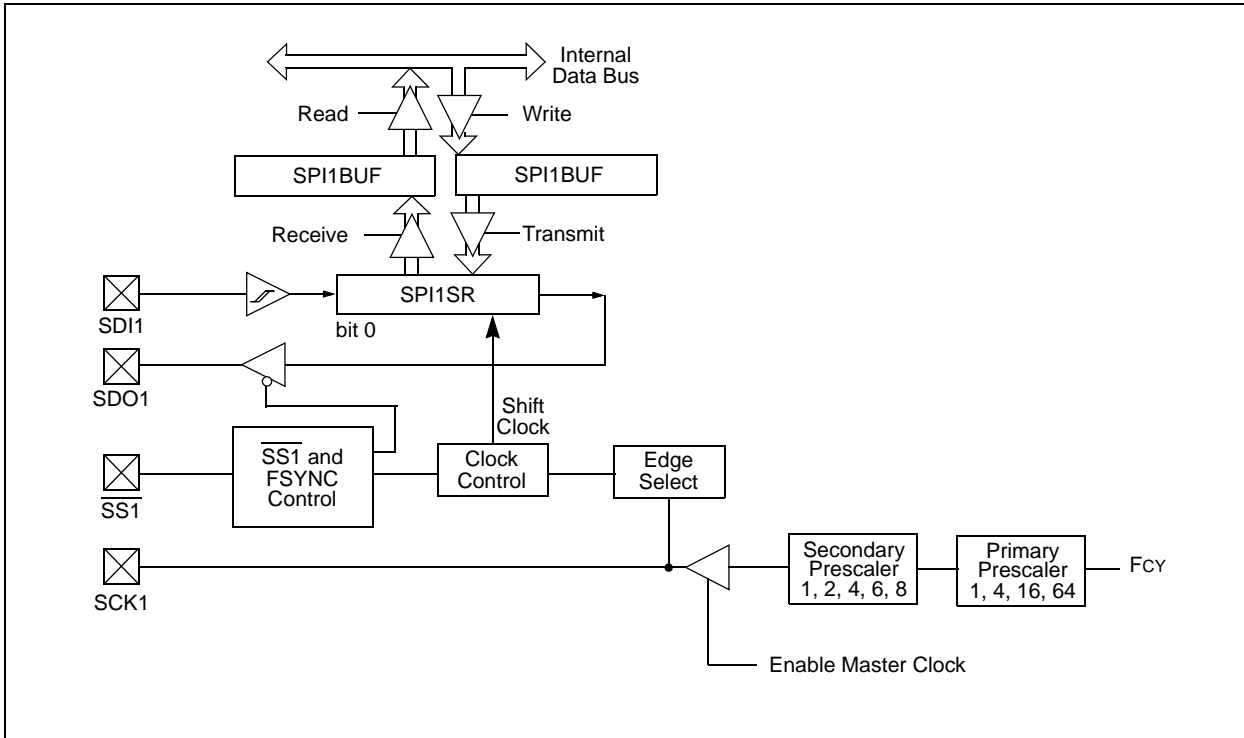 Internal
Data Bus
Read
Write
SPI1BUF
SPI1BUF
Receive
Transmit
SPI1SR
SDI1
bit 0
SDO1
Shift
Clock
SS1 and
FSYNC
Control
Clock
Control
Edge
Select
SS1
Secondary
Prescaler
1, 2, 4, 6, 8
Primary
Prescaler
1, 4, 16, 64
FCY
SCK1
Enable Master Clock